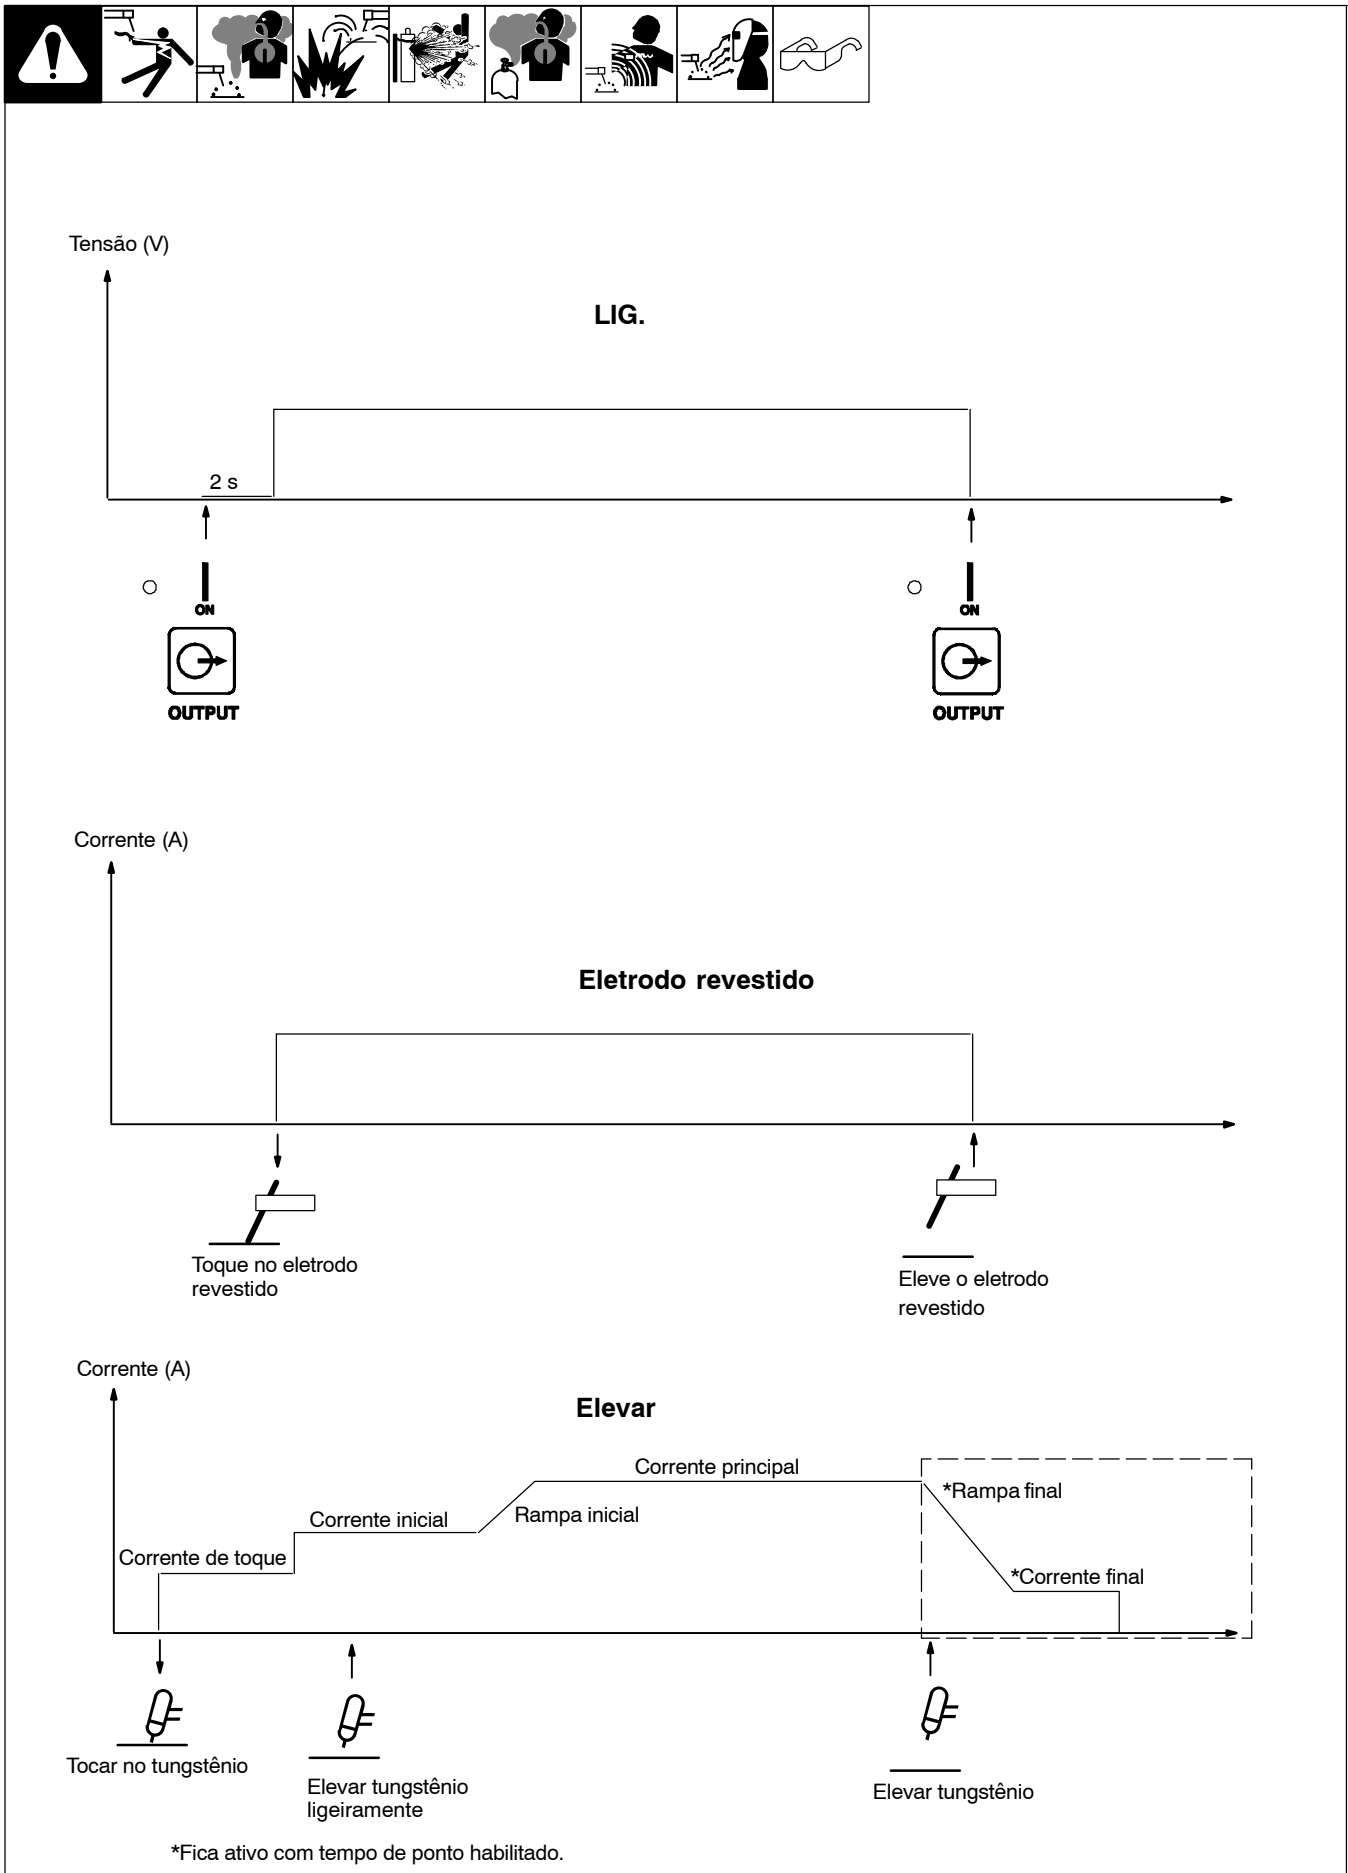 Tensão (V)
LIG.
2 s
ON
ON
OUTPUT
OUTPUT
Corrente (A)
Eletrodo revestido
Toque no eletrodo
revestido
Eleve o eletrodo
revestido
Corrente (A)
Elevar
Corrente principal
*Rampa final
Rampa inicial
Corrente inicial
Corrente de toque
*Corrente final
Tocar no tungstênio
Elevar tungstênio
ligeiramente
Elevar tungstênio
*Fica ativo com tempo de ponto habilitado.